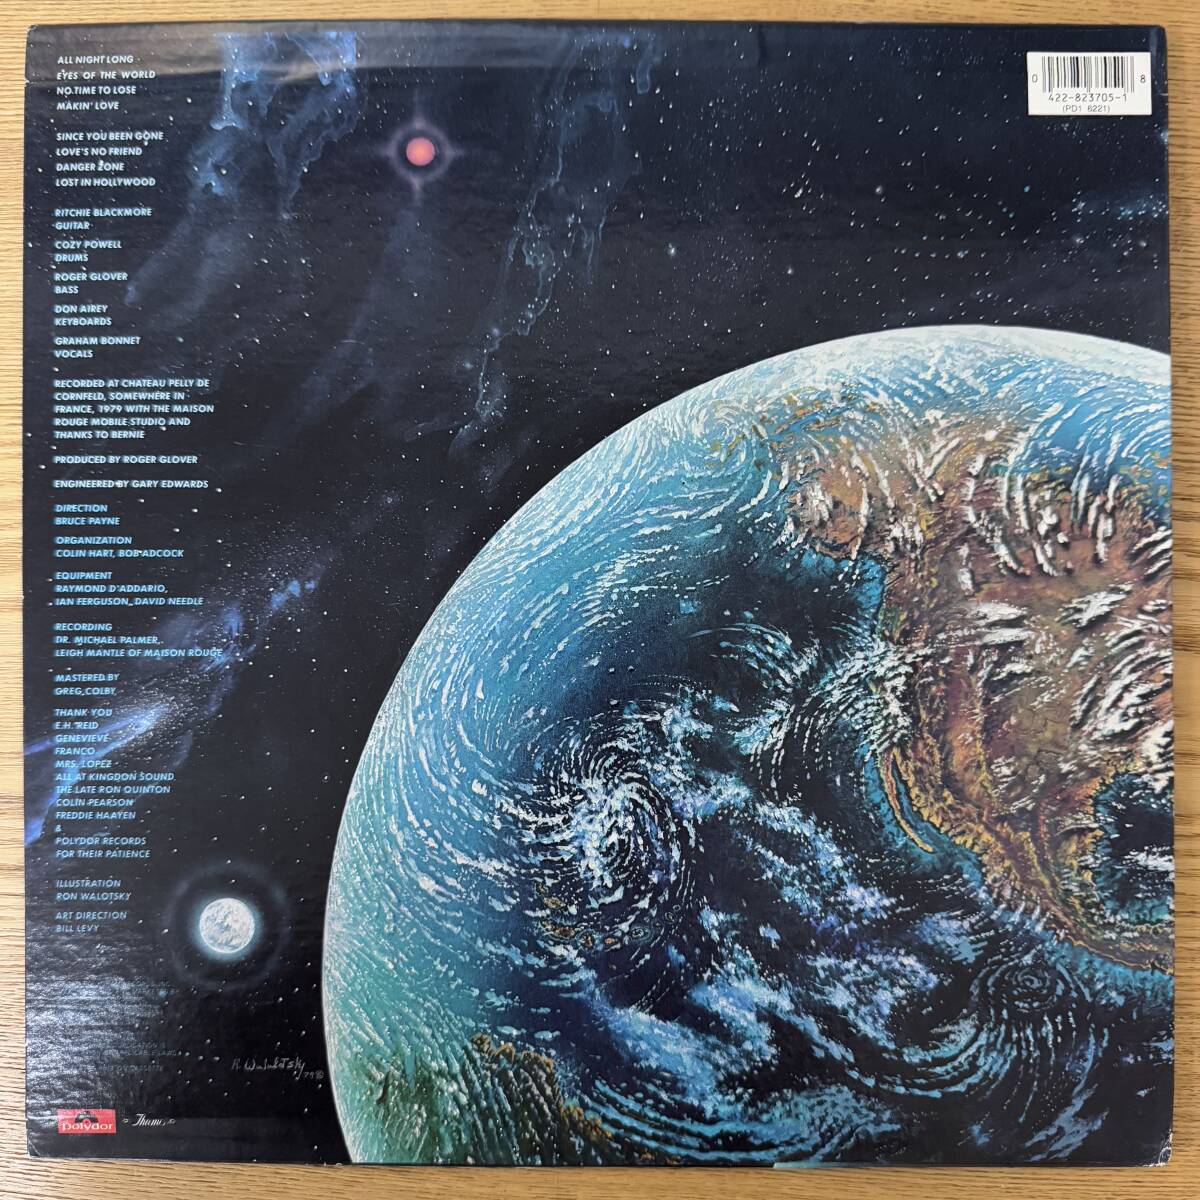 ALL NIGHT LONG
EYES OF THE WORLD
NO TIME TO LOSE
MAKIN' LOVE
SINCE YOU BEEN GONE
LOVE'S NO FRIEND
DANGER ZONE
LOST IN HOLLYWOOD
RITCHIE BLACKMORE
GUITAR
COZY POWELL
DRUMS
ROGER GLOVER
BASS
DON AIREY
KEYBOARDS
GRAHAM BONNET
VOCALS
RECORDED AT CHATEAU PELLY DE
CORNFELD, SOMEWHERE IN
FRANCE, 1979 WITH THE MAISON
ROUGE MOBILE STUDIO AND
THANKS TO BERNIE
PRODUCED BY ROGER GLOVER
ENGINEERED BY GARY EDWARDS
DIRECTION
BRUCE PAYNE
ORGANIZATION
COLIN HART, BOB ADCOCK
EQUIPMENT
RAYMOND D'ADDARIO,
IAN FERGUSON, DAVID NEEDLE
RECORDING
DR. MICHAEL PALMER,
LEIGH MANTLE OF MAISON ROUGE
MASTERED BY
GREG COLBY
THANK YOU
E.H. REID
GENEVIEVE
FRANCO
MRS. LOPEZ
ALL AT KINGDON SOUND
THE LATE RON QUINTON
COLIN PEARSON
FREDDIE HAAYEN
&
POLYDOR RECORDS
FOR THEIR PATIENCE
ILLUSTRATION
RON WALOTSKY
ART DIRECTION
BILL LEVY
R. Walotsky
79©
polydor
Thames
0 8
422-823705-1
(PD1 6221)